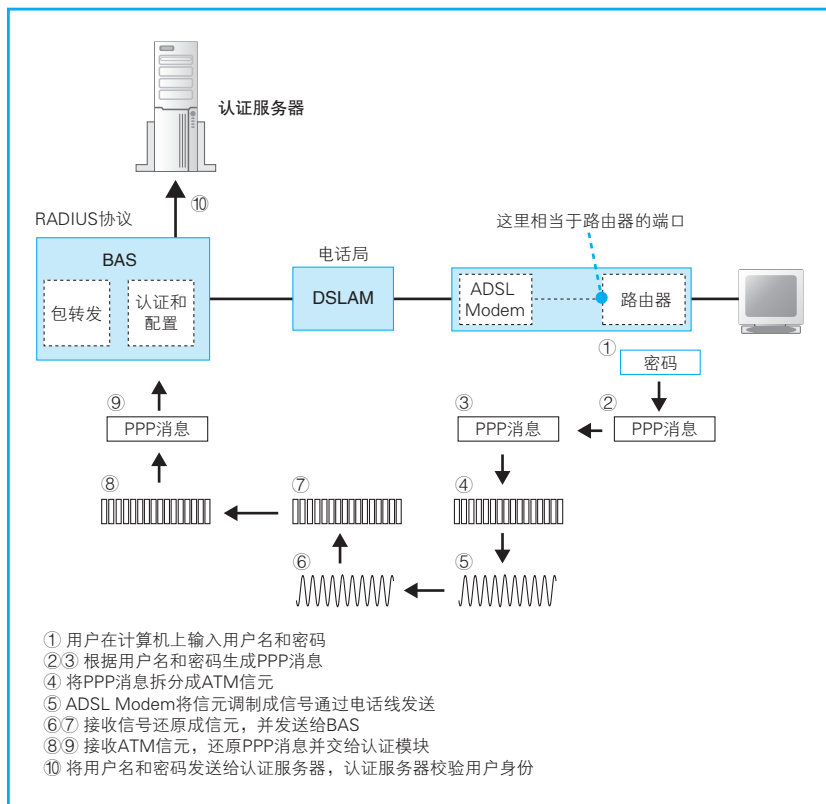 认证服务器
⑩
RADIUS协议
这里相当于路由器的端口
BAS
电话局
包转发
认证和
配置
DSLAM
ADSL
Modem
路由器
①
密码
⑨
③
②
PPP消息
PPP消息
PPP消息
⑧
⑦
④
⑥
⑤
① 用户在计算机上输入用户名和密码
②③ 根据用户名和密码生成PPP消息
④ 将PPP消息拆分成ATM信元
⑤ ADSL Modem将信元调制成信号通过电话线发送
⑥⑦ 接收信号还原成信元，并发送给BAS
⑧⑨ 接收ATM信元，还原PPP消息并交给认证模块
⑩ 将用户名和密码发送给认证服务器，认证服务器校验用户身份